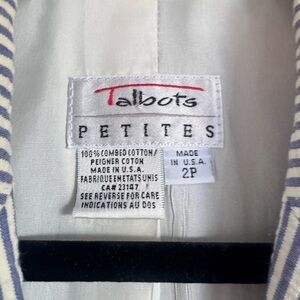 Talbots
PETITES
100% COMBED COTTON/
PEIGNER COTON
MADE IN U.S.A.
FABRIQUE EN ETATS UNIS
CA# 23147
SEE REVERSE FOR CARE
INDICATIONS AU DOS
MADE
IN U.S.A.
2P